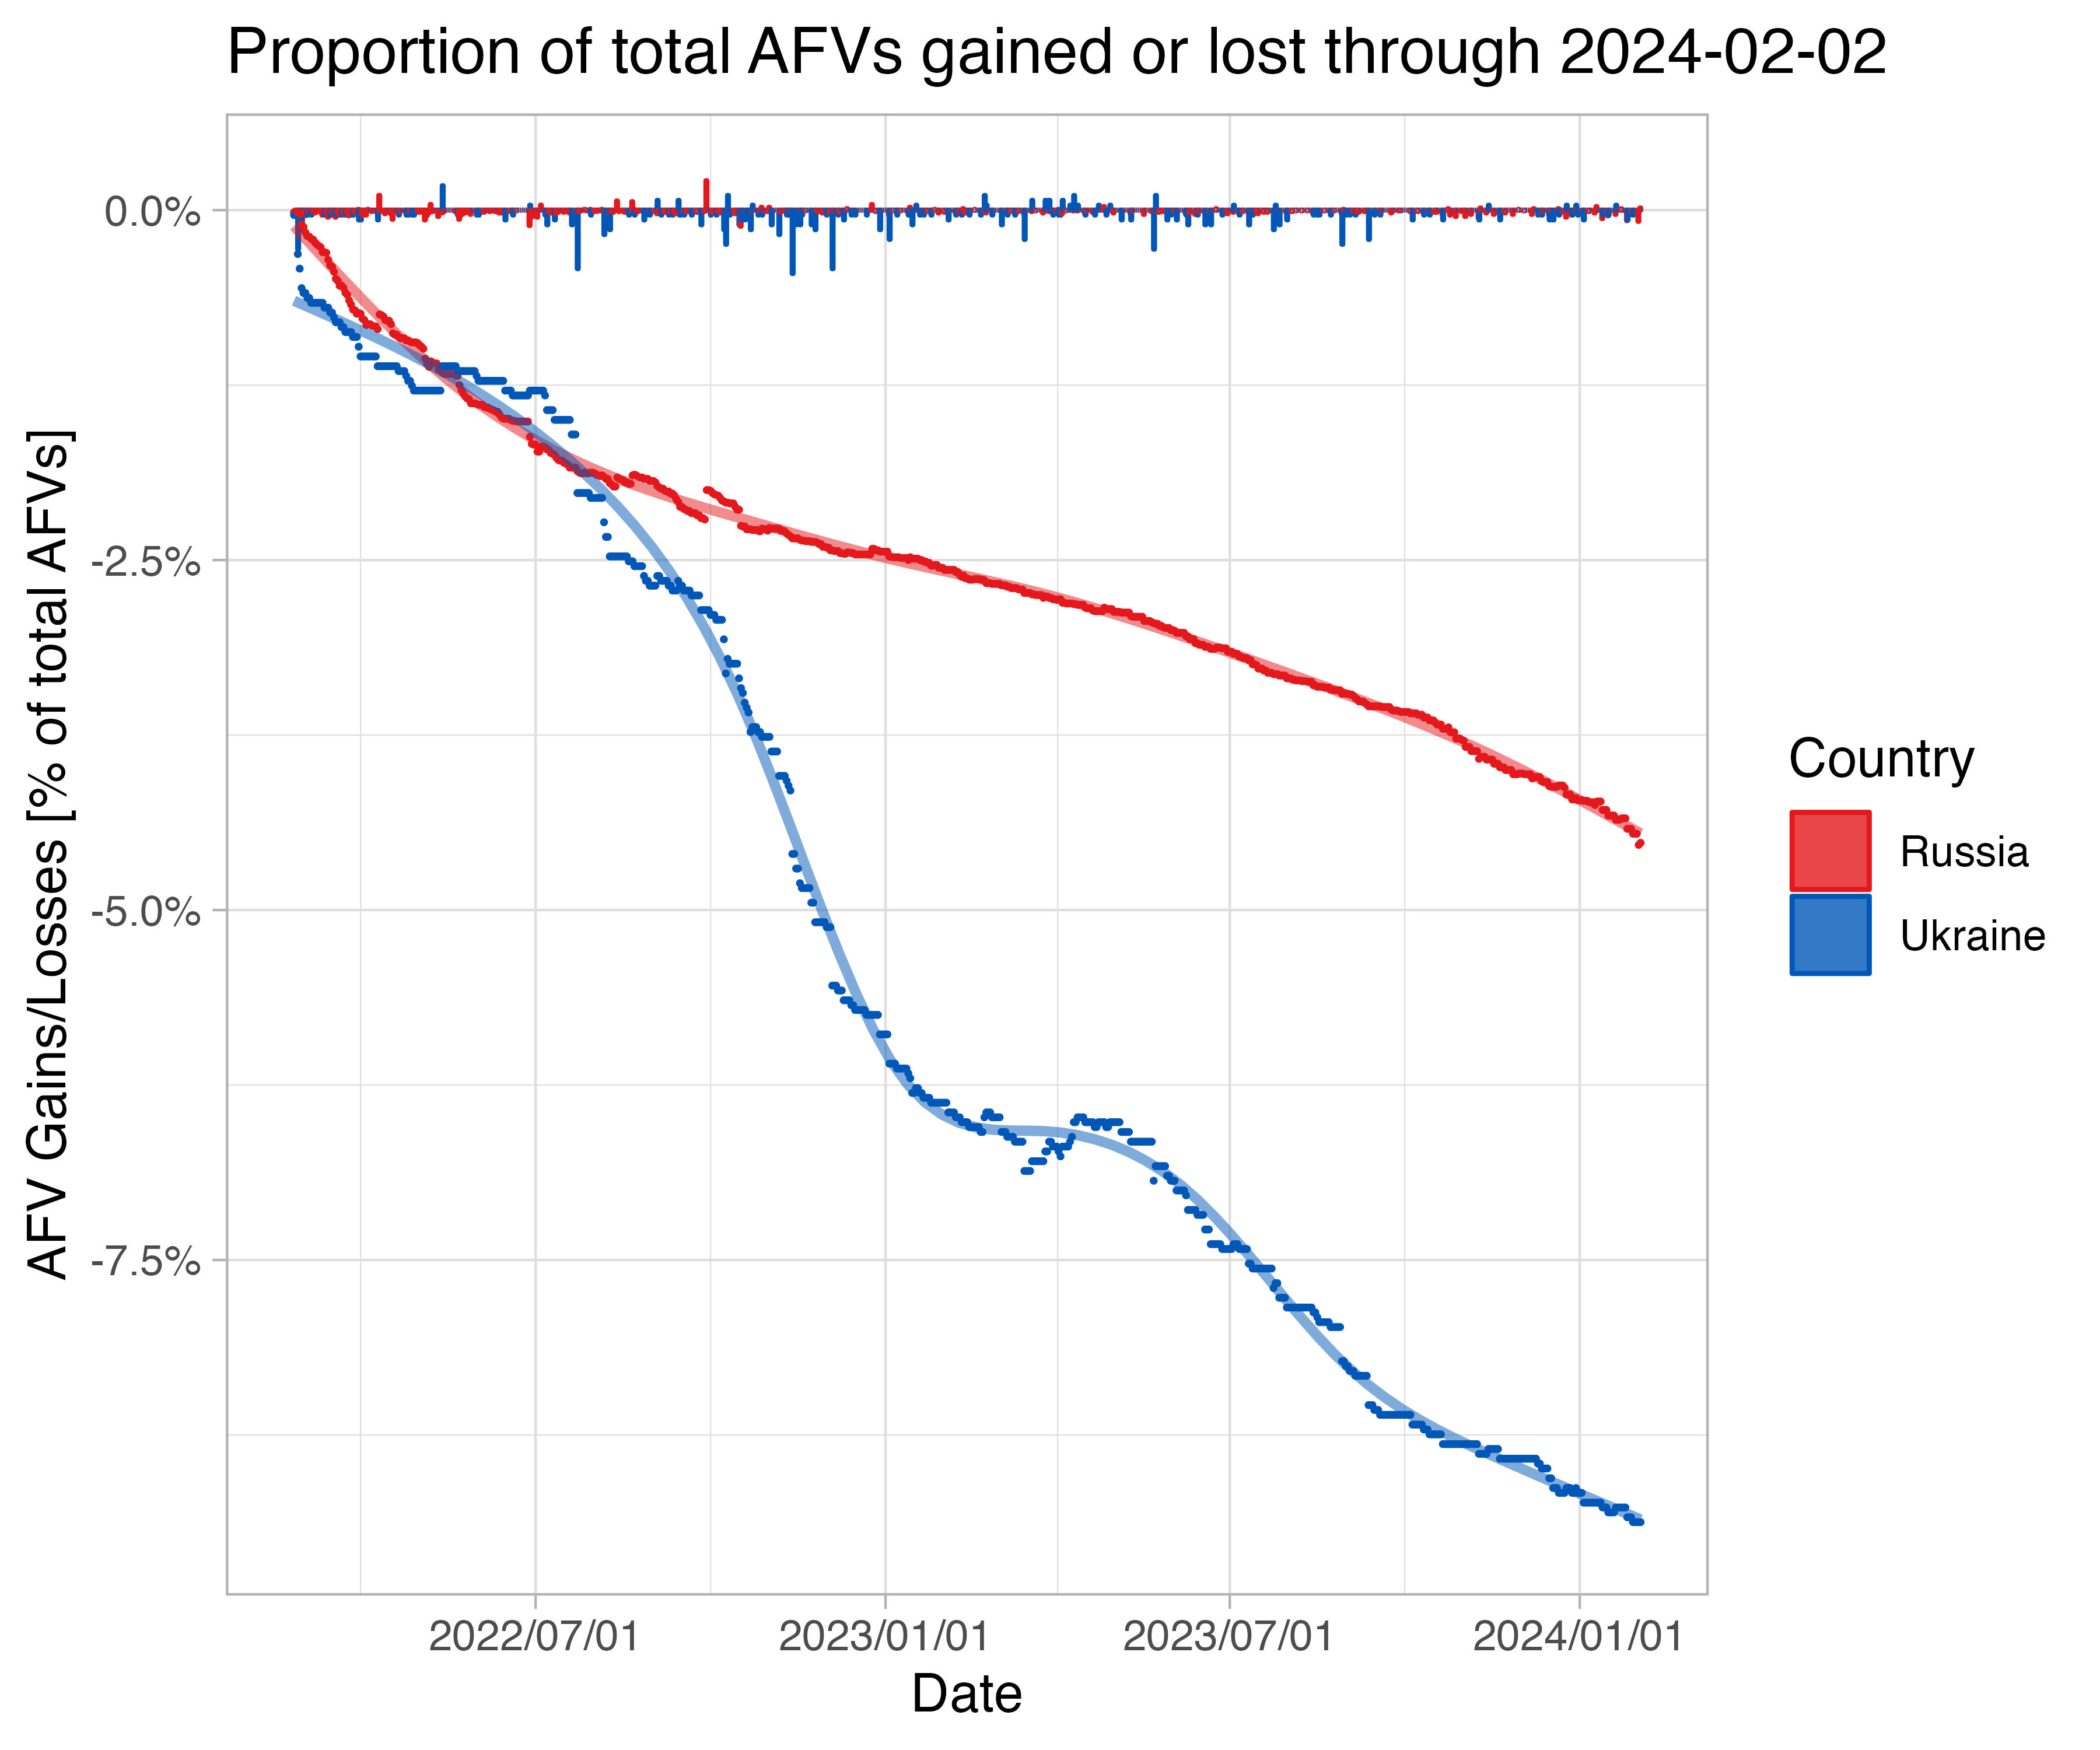 Proportion of total AFVs gained or lost through 2024-02-02
AFV Gains/Losses [% of total AFVs]
0.0%
-2.5%
-5.0%
-7.5%
2022/07/01
2023/01/01
2023/07/01
2024/01/01
Date
Country
Russia
Ukraine